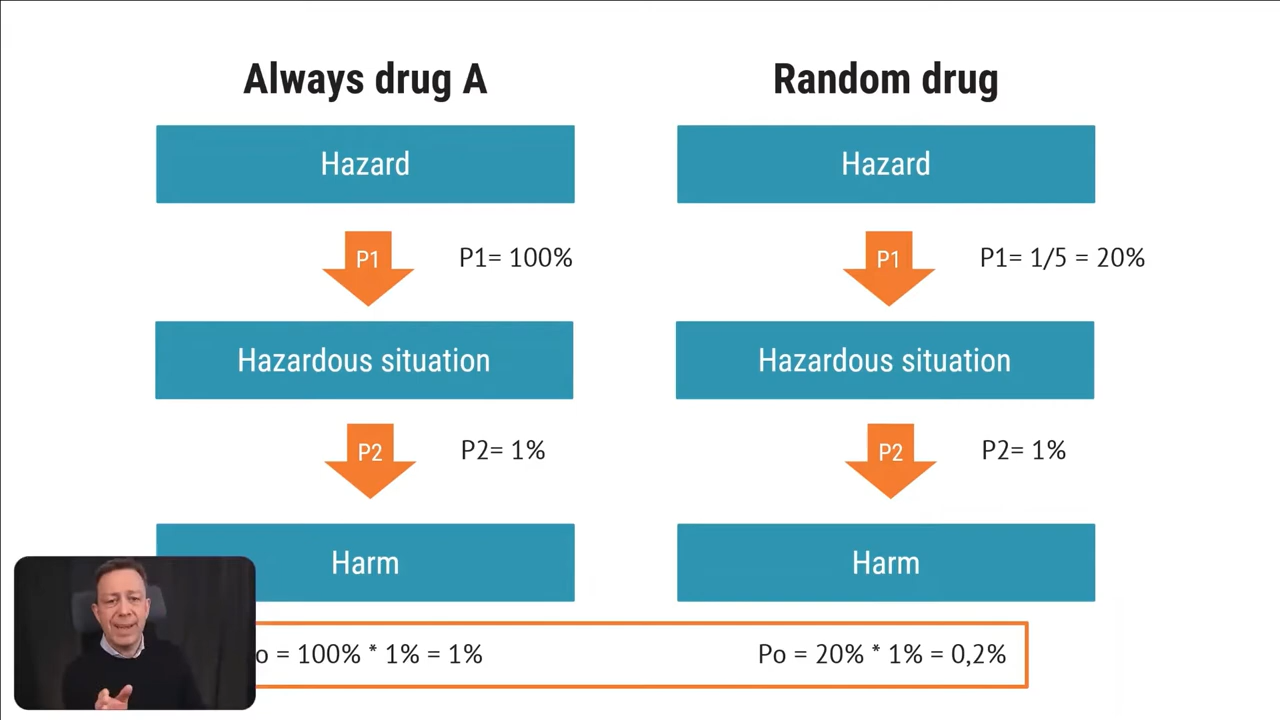 Always drug A
Hazard
P1
P1= 100%
Hazardous situation
P2
P2= 1%
Harm
o = 100% * 1% = 1%
Random drug
Hazard
P1
P1= 1/5 = 20%
Hazardous situation
P2
P2= 1%
Harm
Po = 20% * 1% = 0,2%